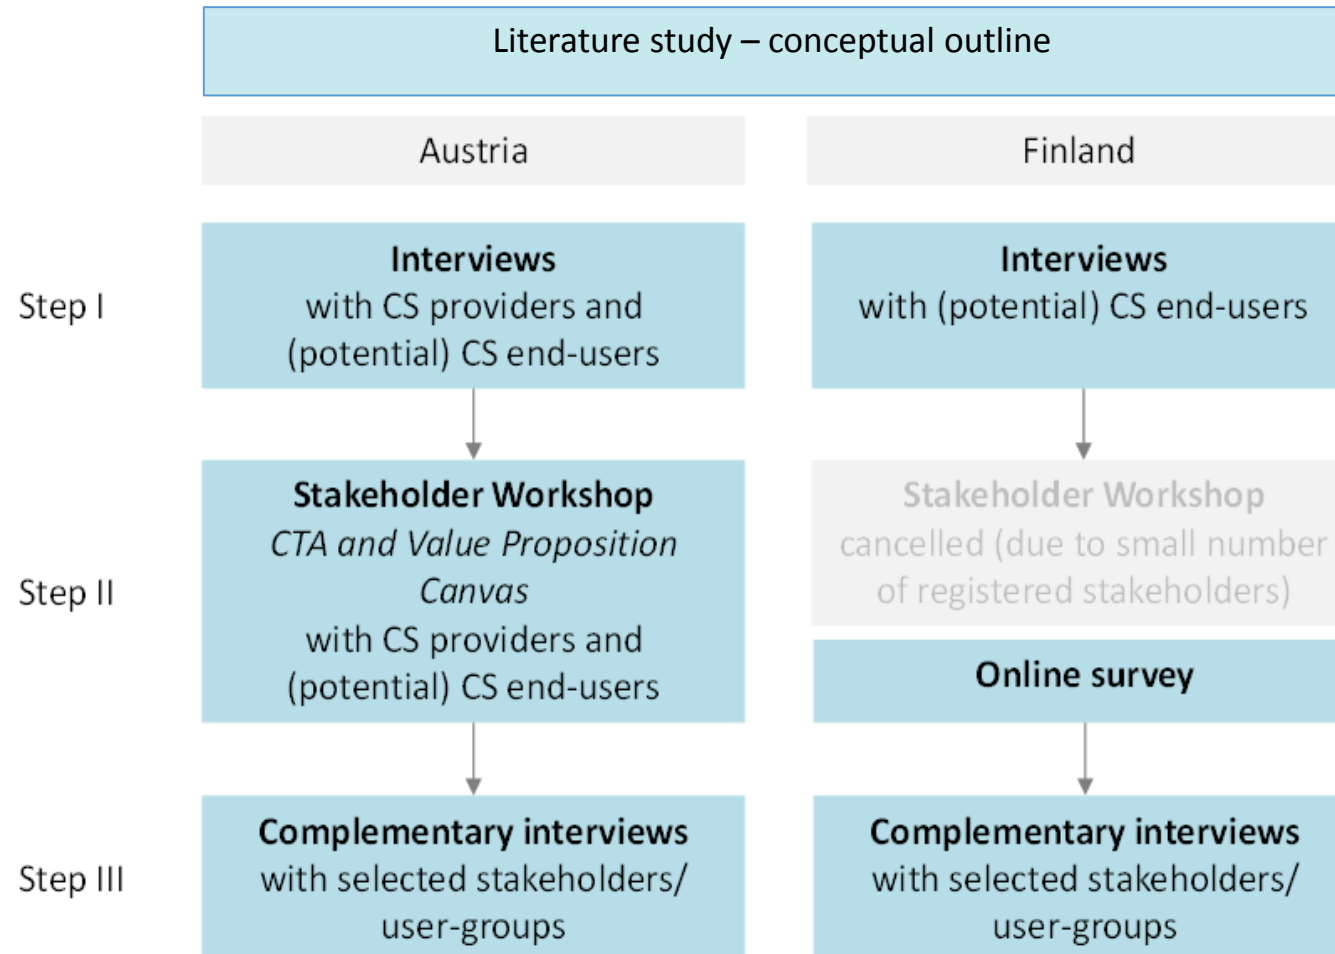 Literature study – conceptual outline
Austria
Finland
Step I
Interviews
with CS providers and
(potential) CS end-users
Interviews
with (potential) CS end-users
Step II
Stakeholder Workshop
CTA and Value Proposition
Canvas
with CS providers and
(potential) CS end-users
Stakeholder Workshop
cancelled (due to small number
of registered stakeholders)
Online survey
Step III
Complementary interviews
with selected stakeholders/
user-groups
Complementary interviews
with selected stakeholders/
user-groups